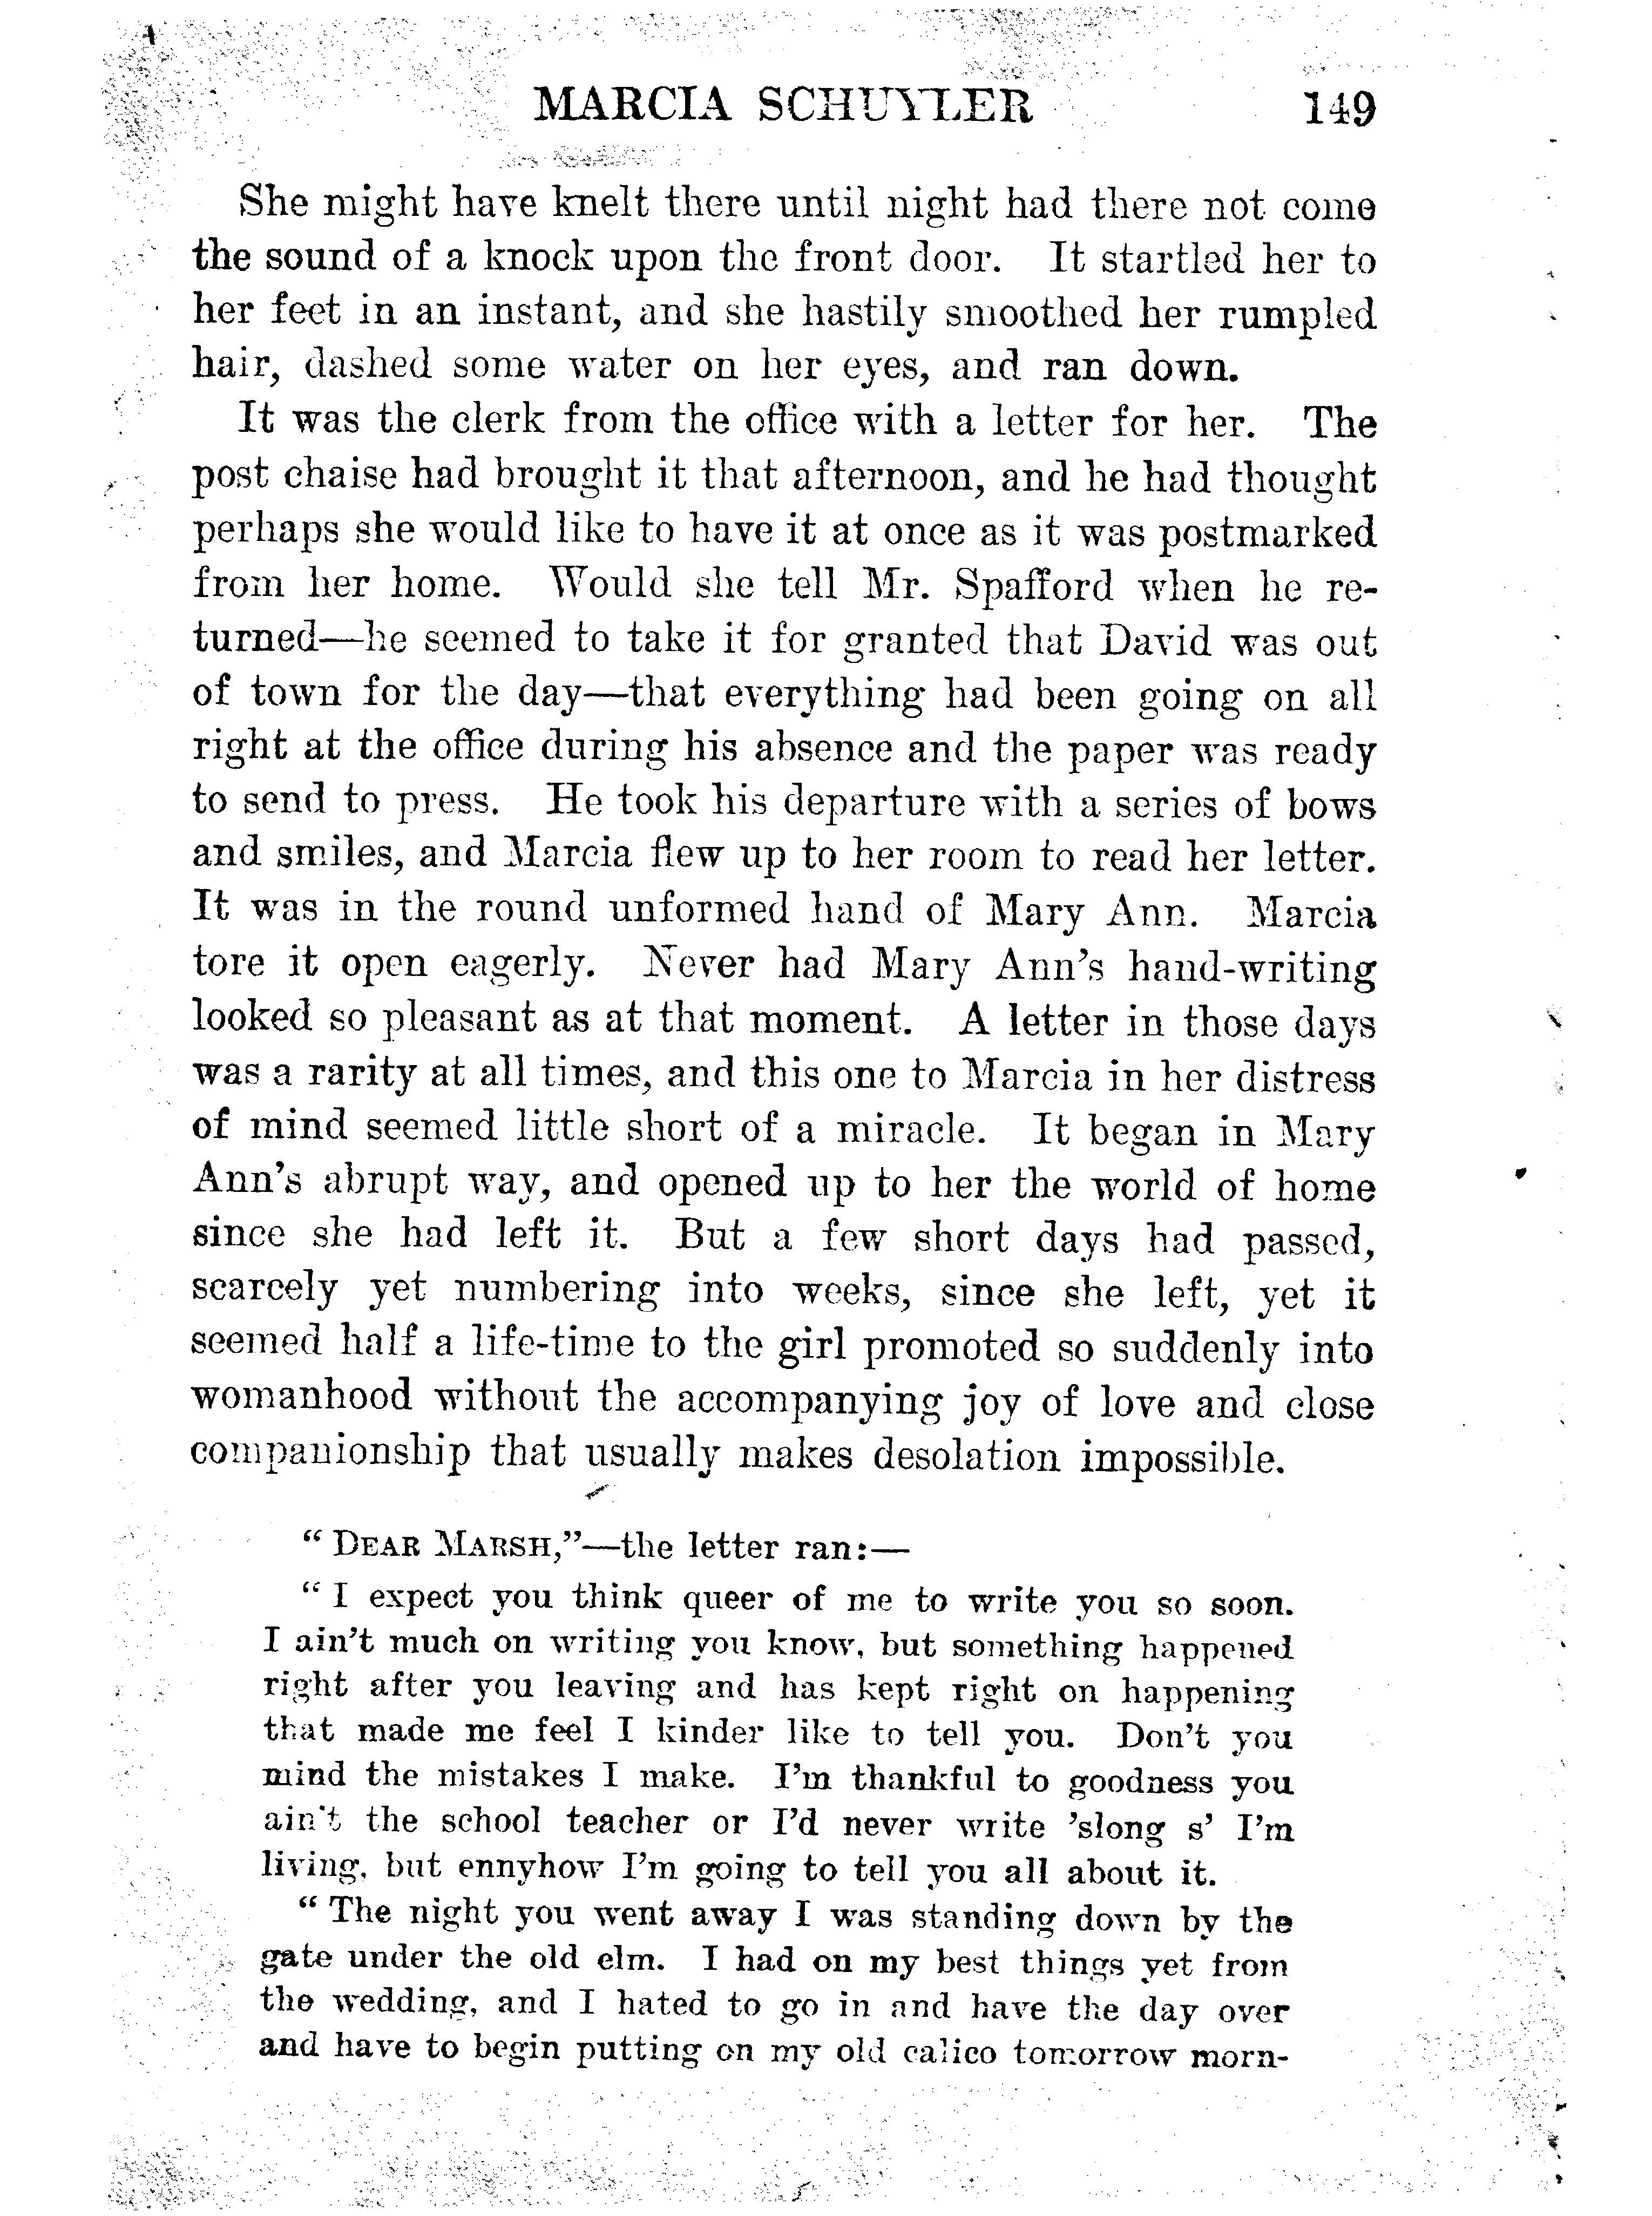 MARCIA SCHUYLER 149
She might have knelt there until night had there not come
the sound of a knock upon the front door. It startled her to
her feet in an instant, and she hastily smoothed her rumpled
hair, dashed some water on her eyes, and ran down.
It was the clerk from the office with a letter for her. The
post chaise had brought it that afternoon, and he had thought
perhaps she would like to have it at once as it was postmarked
from her home. Would she tell Mr. Spafford when he re-
turned—he seemed to take it for granted that David was out
of town for the day—that everything had been going on all
right at the office during his absence and the paper was ready
to send to press. He took his departure with a series of bows
and smiles, and Marcia flew up to her room to read her letter.
It was in the round unformed hand of Mary Ann. Marcia
tore it open eagerly. Never had Mary Ann's hand-writing
looked so pleasant as at that moment. A letter in those days
was a rarity at all times, and this one to Marcia in her distress
of mind seemed little short of a miracle. It began in Mary
Ann's abrupt way, and opened up to her the world of home
since she had left it. But a few short days had passed,
scarcely yet numbering into weeks, since she left, yet it
seemed half a life-time to the girl promoted so suddenly into
womanhood without the accompanying joy of love and close
companionship that usually makes desolation impossible.
"DEAR MARSH,"—the letter ran:—
"I expect you think queer of me to write you so soon.
I ain't much on writing you know, but something happened
right after you leaving and has kept right on happening
that made me feel I kinder like to tell you. Don't you
mind the mistakes I make. I'm thankful to goodness you
ain't the school teacher or I'd never write 'slong s' I'm
living, but ennyhow I'm going to tell you all about it.
"The night you went away I was standing down by the
gate under the old elm. I had on my best things yet from
the wedding, and I hated to go in and have the day over
and have to begin putting on my old calico tomorrow morn-